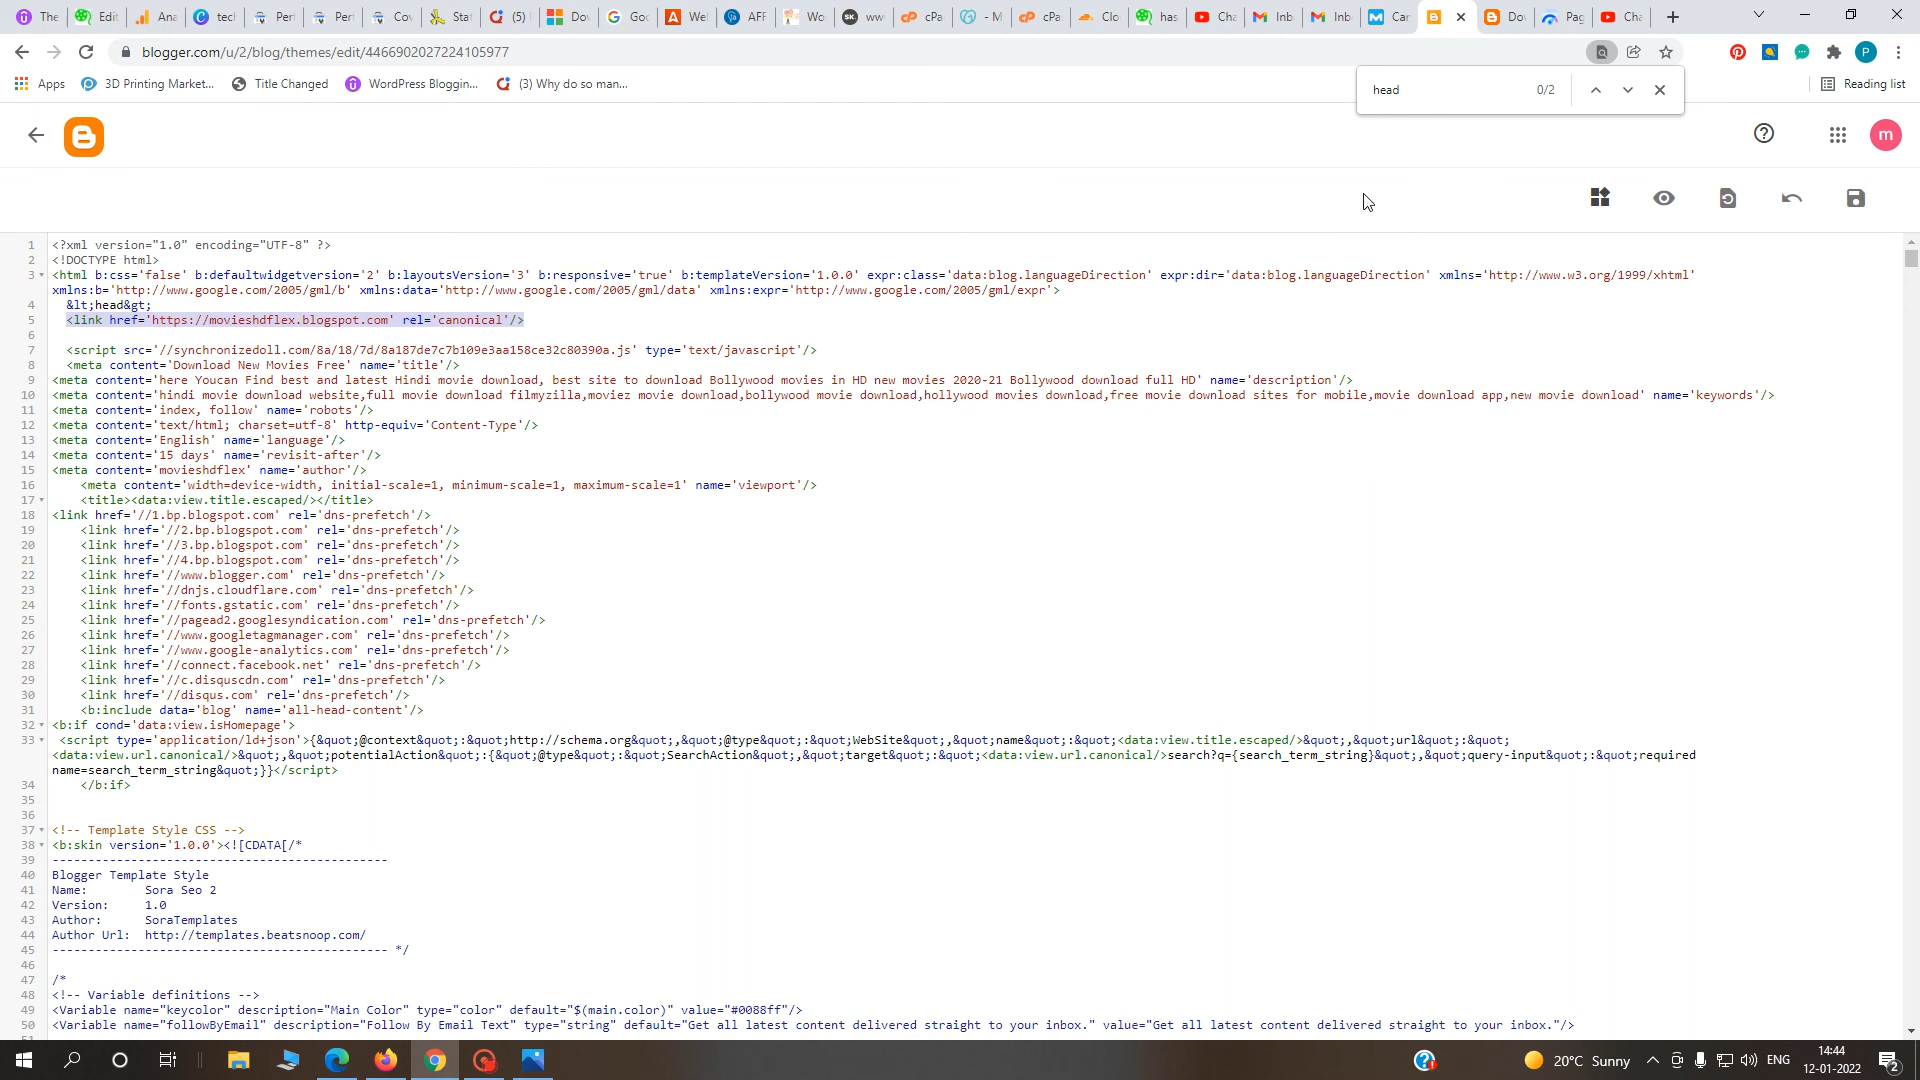 The Edit Ana tecl Perf Perf Cov Stat (5) Dov Goo Wel AFF Wo ww cPa - M cPa Clo has Cha Inb Inb Car Do Pag Cha
blogger.com/u/2/blog/themes/edit/4466902027224105977
head 0/2
Apps 3D Printing Market... Title Changed WordPress Bloggin... (3) Why do so man... Reading list
m
1 <?xml version="1.0" encoding="UTF-8" ?>
2 <!DOCTYPE html>
3 <html b:css='false' b:defaultwidgetversion='2' b:layoutsVersion='3' b:responsive='true' b:templateVersion='1.0.0' expr:class='data:blog.languageDirection' expr:dir='data:blog.languageDirection' xmlns='http://www.w3.org/1999/xhtml'
xmlns:b='http://www.google.com/2005/gml/b' xmlns:data='http://www.google.com/2005/gml/data' xmlns:expr='http://www.google.com/2005/gml/expr'>
4 &lt;head&gt;
5 <link href='https://movieshdflex.blogspot.com' rel='canonical'/>
6
7 <script src='//synchronizedoll.com/8a/18/7d/8a187de7c7b109e3aa158ce32c80390a.js' type='text/javascript'/>
8 <meta content='Download New Movies Free' name='title'/>
9 <meta content='here Youcan Find best and latest Hindi movie download, best site to download Bollywood movies in HD new movies 2020-21 Bollywood download full HD' name='description'/>
10 <meta content='hindi movie download website,full movie download filmyzilla,moviez movie download,bollywood movie download,hollywood movies download,free movie download sites for mobile,movie download app,new movie download' name='keywords'/>
11 <meta content='index, follow' name='robots'/>
12 <meta content='text/html; charset=utf-8' http-equiv='Content-Type'/>
13 <meta content='English' name='language'/>
14 <meta content='15 days' name='revisit-after'/>
15 <meta content='movieshdflex' name='author'/>
16 <meta content='width=device-width, initial-scale=1, minimum-scale=1, maximum-scale=1' name='viewport'/>
17 <title><data:view.title.escaped/></title>
18 <link href='//1.bp.blogspot.com' rel='dns-prefetch'/>
19 <link href='//2.bp.blogspot.com' rel='dns-prefetch'/>
20 <link href='//3.bp.blogspot.com' rel='dns-prefetch'/>
21 <link href='//4.bp.blogspot.com' rel='dns-prefetch'/>
22 <link href='//www.blogger.com' rel='dns-prefetch'/>
23 <link href='//dnjs.cloudflare.com' rel='dns-prefetch'/>
24 <link href='//fonts.gstatic.com' rel='dns-prefetch'/>
25 <link href='//pagead2.googlesyndication.com' rel='dns-prefetch'/>
26 <link href='//www.googletagmanager.com' rel='dns-prefetch'/>
27 <link href='//www.google-analytics.com' rel='dns-prefetch'/>
28 <link href='//connect.facebook.net' rel='dns-prefetch'/>
29 <link href='//c.disquscdn.com' rel='dns-prefetch'/>
30 <link href='//disqus.com' rel='dns-prefetch'/>
31 <b:include data='blog' name='all-head-content'/>
32 <b:if cond='data:view.isHomepage'>
33 <script type='application/ld+json'>{&quot;@context&quot;:&quot;http://schema.org&quot;,&quot;@type&quot;:&quot;WebSite&quot;,&quot;name&quot;:&quot;<data:view.title.escaped/>&quot;,&quot;url&quot;:&quot;
<data:view.url.canonical/>&quot;,&quot;potentialAction&quot;:{&quot;@type&quot;:&quot;SearchAction&quot;,&quot;target&quot;:&quot;<data:view.url.canonical/>search?q={search_term_string}&quot;,&quot;query-input&quot;:&quot;required
name=search_term_string&quot;}}</script>
34 </b:if>
35
36
37 <!-- Template Style CSS -->
38 <b:skin version='1.0.0'><![CDATA[/*
39 -----------------------------------------------
40 Blogger Template Style
41 Name: Sora Seo 2
42 Version: 1.0
43 Author: SoraTemplates
44 Author Url: http://templates.beatsnoop.com/
45 ----------------------------------------------- */
46
47 /*
48 <!-- Variable definitions -->
49 <Variable name="keycolor" description="Main Color" type="color" default="$(main.color)" value="#0088ff"/>
50 <Variable name="followByEmail" description="Follow By Email Text" type="string" default="Get all latest content delivered straight to your inbox." value="Get all latest content delivered straight to your inbox."/>
20°C Sunny ENG 14:44
12-01-2022 2